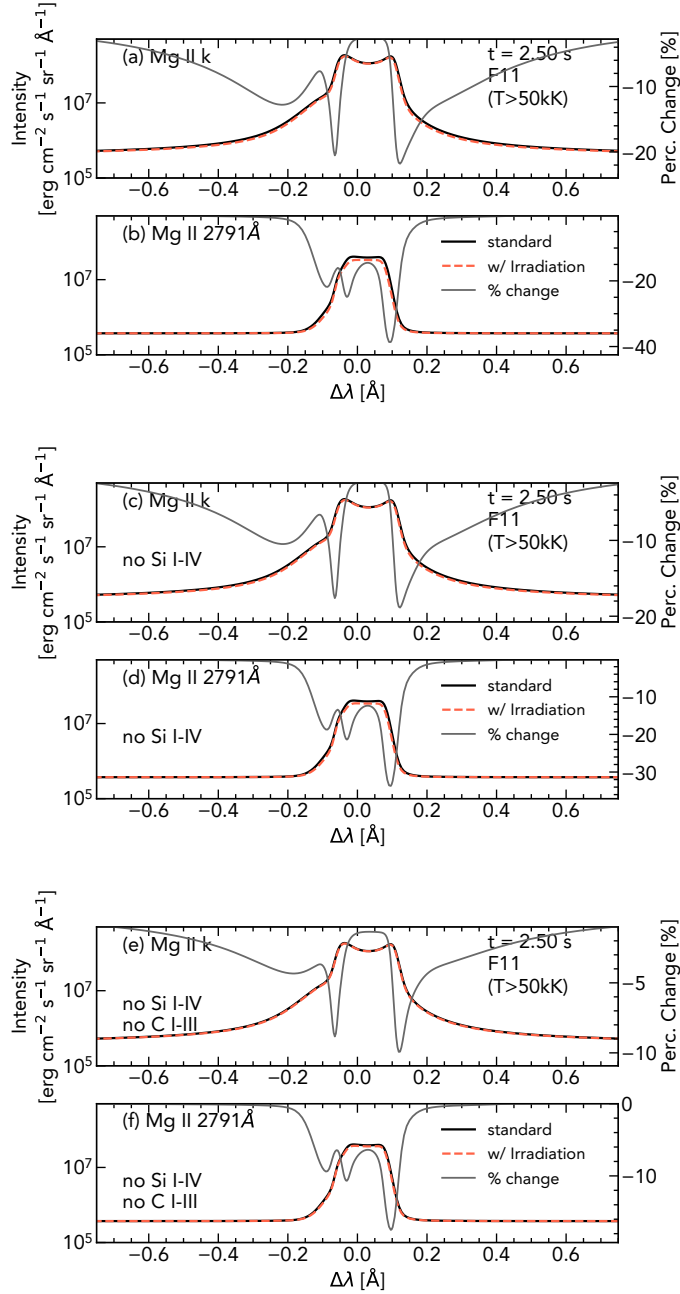 (a) Mg II k
t = 2.50 s
F11
(T>50kK)
Intensity
[erg cm⁻² s⁻¹ sr⁻¹ Å⁻¹]
10⁷
10⁵
−10
−20
Perc. Change [%]
−0.6 −0.4 −0.2 0.0 0.2 0.4 0.6
(b) Mg II 2791Å
standard
w/ Irradiation
% change
10⁷
10⁵
−20
−40
−0.6 −0.4 −0.2 0.0 0.2 0.4 0.6
Δλ [Å]
(c) Mg II k
t = 2.50 s
F11
(T>50kK)
no Si I-IV
Intensity
[erg cm⁻² s⁻¹ sr⁻¹ Å⁻¹]
10⁷
10⁵
−10
−20
Perc. Change [%]
−0.6 −0.4 −0.2 0.0 0.2 0.4 0.6
(d) Mg II 2791Å
standard
w/ Irradiation
% change
no Si I-IV
10⁷
10⁵
−10
−20
−30
−0.6 −0.4 −0.2 0.0 0.2 0.4 0.6
Δλ [Å]
(e) Mg II k
t = 2.50 s
F11
(T>50kK)
no Si I-IV
no C I-III
Intensity
[erg cm⁻² s⁻¹ sr⁻¹ Å⁻¹]
10⁷
10⁵
−5
−10
Perc. Change [%]
−0.6 −0.4 −0.2 0.0 0.2 0.4 0.6
(f) Mg II 2791Å
standard
w/ Irradiation
% change
no Si I-IV
no C I-III
10⁷
10⁵
0
−10
−0.6 −0.4 −0.2 0.0 0.2 0.4 0.6
Δλ [Å]